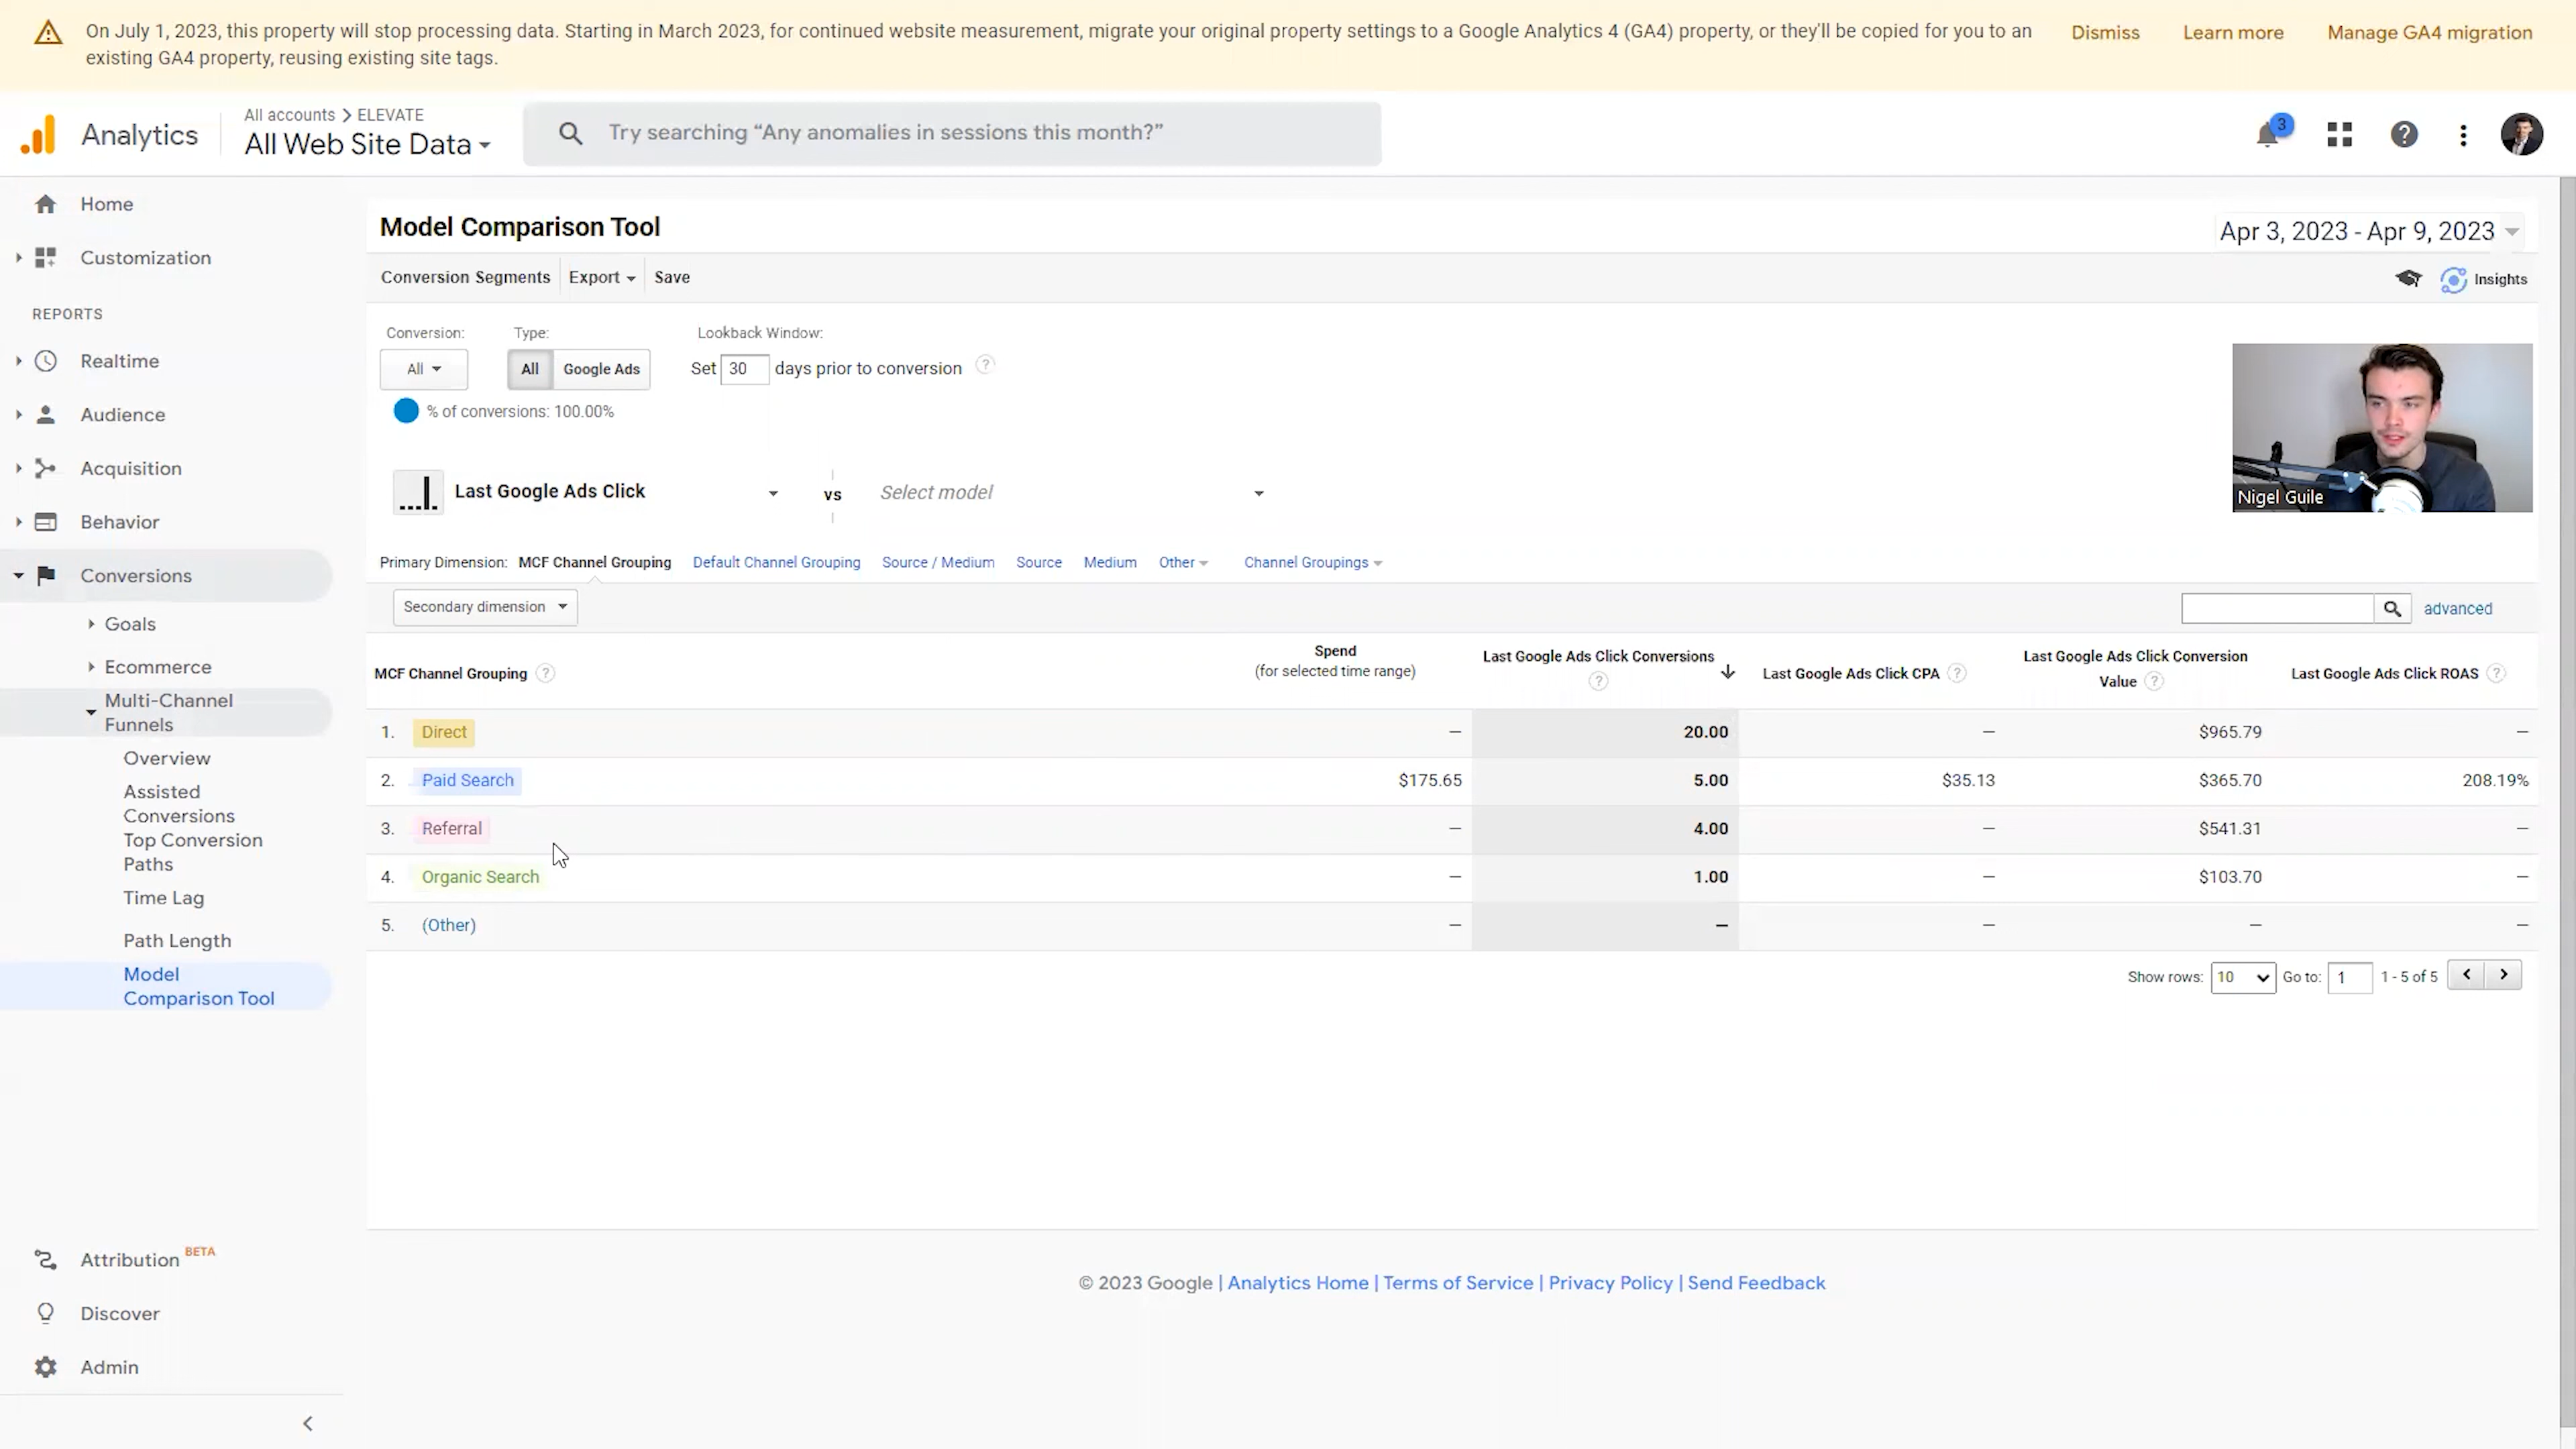 On July 1, 2023, this property will stop processing data. Starting in March 2023, for continued website measurement, migrate your original property settings to a Google Analytics 4 (GA4) property, or they'll be copied for you to an
existing GA4 property, reusing existing site tags.
Dismiss
Learn more
Manage GA4 migration
Analytics
All accounts > ELEVATE
All Web Site Data
Try searching “Any anomalies in sessions this month?”
3
Home
Customization
REPORTS
Realtime
Audience
Acquisition
Behavior
Conversions
Goals
Ecommerce
Multi-Channel
Funnels
Overview
Assisted
Conversions
Top Conversion
Paths
Time Lag
Path Length
Model
Comparison Tool
Attribution BETA
Discover
Admin
Model Comparison Tool
Apr 3, 2023 - Apr 9, 2023
Conversion Segments Export Save
Insights
Conversion: Type: Lookback Window:
All All Google Ads Set 30 days prior to conversion ?
% of conversions: 100.00%
Last Google Ads Click vs Select model
Nigel Guile
Primary Dimension: MCF Channel Grouping Default Channel Grouping Source / Medium Source Medium Other Channel Groupings
Secondary dimension
advanced
MCF Channel Grouping ?
Spend
(for selected time range)
Last Google Ads Click Conversions
?
Last Google Ads Click CPA ?
Last Google Ads Click Conversion
Value ?
Last Google Ads Click ROAS ?
1. Direct — 20.00 — $965.79 —
2. Paid Search $175.65 5.00 $35.13 $365.70 208.19%
3. Referral — 4.00 — $541.31 —
4. Organic Search — 1.00 — $103.70 —
5. (Other) — — — — —
Show rows: 10 Go to: 1 1 - 5 of 5
© 2023 Google | Analytics Home | Terms of Service | Privacy Policy | Send Feedback